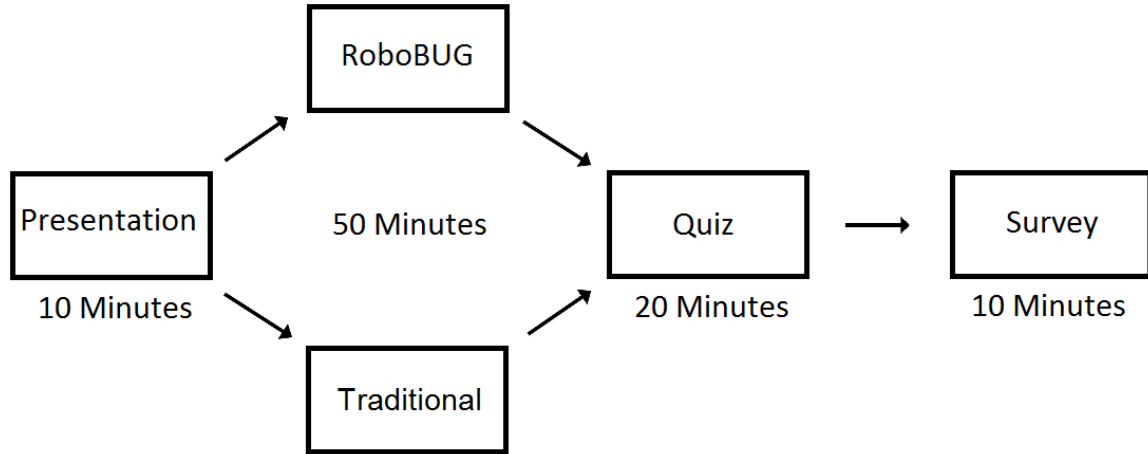 RoboBUG
Presentation
50 Minutes
Quiz
Survey
10 Minutes
20 Minutes
10 Minutes
Traditional